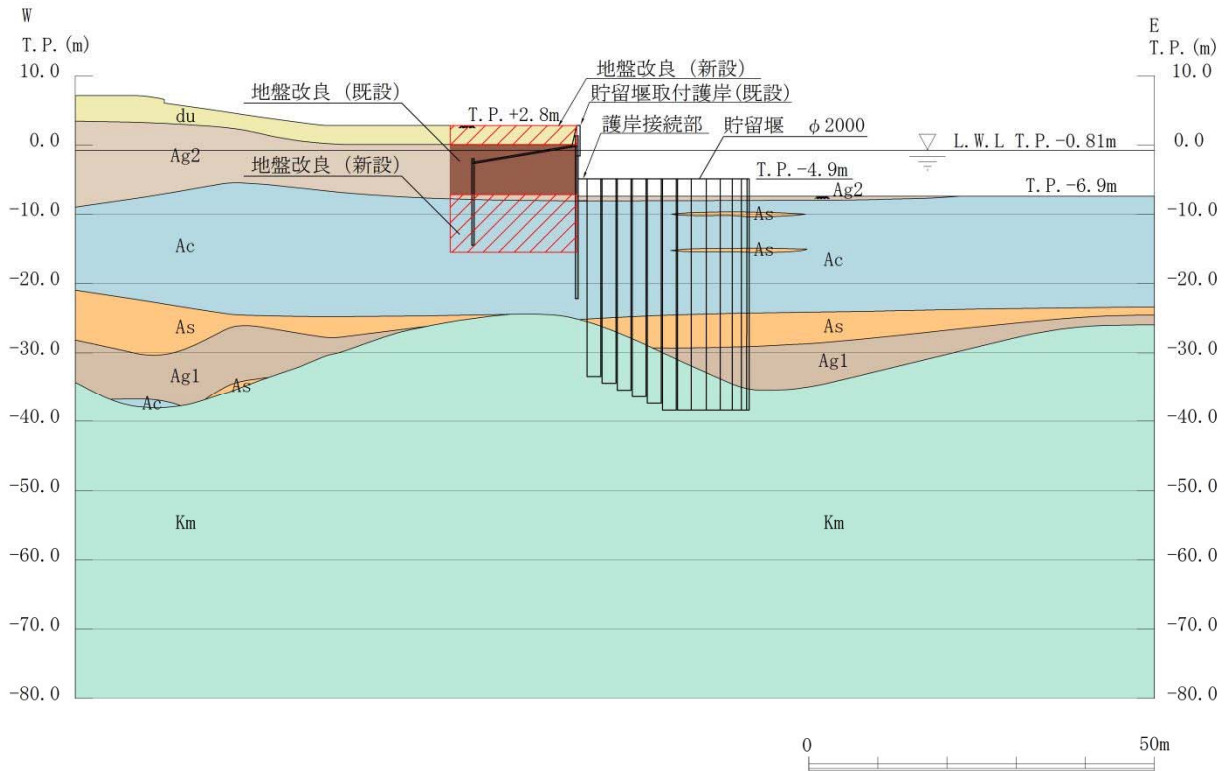 W
T.P.(m)
E
T.P.(m)
10.0
0.0
-10.0
-20.0
-30.0
-40.0
-50.0
-60.0
-70.0
-80.0
10.0
0.0
-10.0
-20.0
-30.0
-40.0
-50.0
-60.0
-70.0
-80.0
地盤改良 (新設)
地盤改良 (既設)
貯留堰取付護岸(既設)
T.P.+2.8m
護岸接続部
貯留堰 φ2000
du
L.W.L T.P.-0.81m
Ag2
地盤改良 (新設)
T.P.-4.9m
T.P.-6.9m
Ag2
As
Ac
As
Ac
As
As
Ag1
Ag1
As
Ac
Km
Km
0
50m